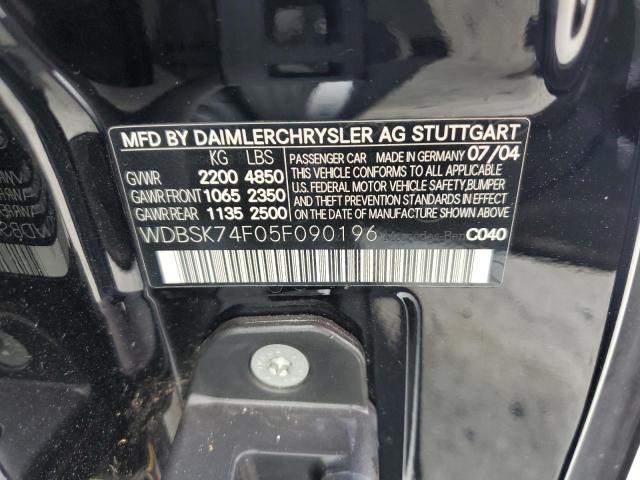 MFD BY DAIMLERCHRYSLER AG STUTTGART
KG LBS PASSENGER CAR MADE IN GERMANY 07/04
GVWR 2200 4850 THIS VEHICLE CONFORMS TO ALL APPLICABLE
GAWR FRONT 1065 2350 U.S. FEDERAL MOTOR VEHICLE SAFETY, BUMPER
GAWR REAR 1135 2500 AND THEFT PREVENTION STANDARDS IN EFFECT
ON THE DATE OF MANUFACTURE SHOWN ABOVE.
WDBSK74F05F090196 Mercedes-Benz C040